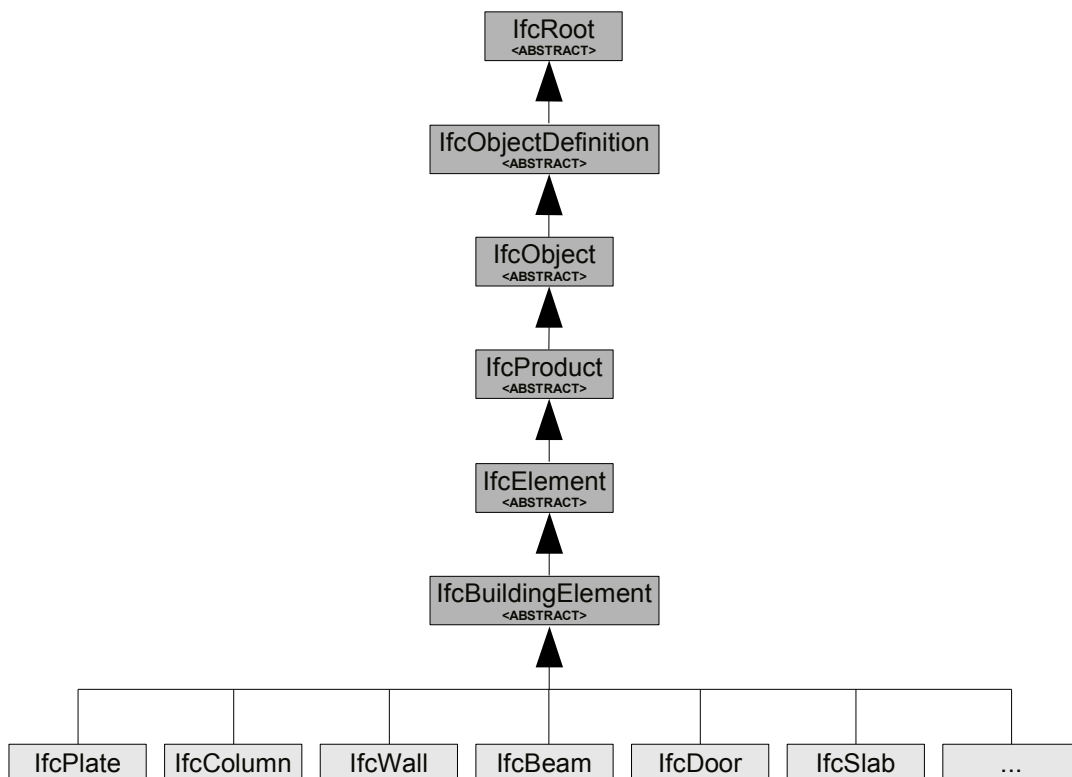 IfcRoot
<ABSTRACT>
IfcObjectDefinition
<ABSTRACT>
IfcObject
<ABSTRACT>
IfcProduct
<ABSTRACT>
IfcElement
<ABSTRACT>
IfcBuildingElement
<ABSTRACT>
IfcPlate IfcColumn IfcWall IfcBeam IfcDoor IfcSlab ...